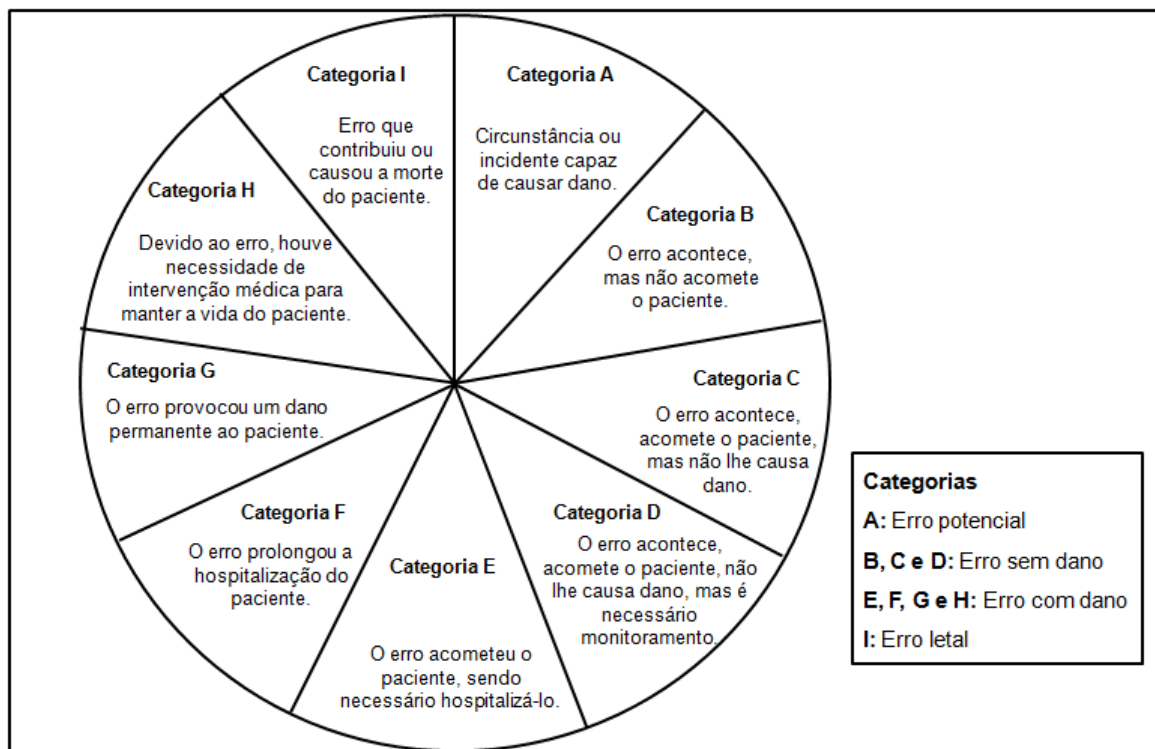 Categoria A
Circunstância ou
incidente capaz
de causar dano.
Categoria B
O erro acontece,
mas não acomete
o paciente.
Categoria C
O erro acontece,
acomete o paciente,
mas não lhe causa
dano.
Categoria D
O erro acontece,
acomete o paciente, não
lhe causa dano, mas é
necessário
monitoramento.
Categoria E
O erro acometeu o
paciente, sendo
necessário hospitalizá-lo.
Categoria F
O erro prolongou a
hospitalização do
paciente.
Categoria G
O erro provocou um dano
permanente ao paciente.
Categoria H
Devido ao erro, houve
necessidade de
intervenção médica para
manter a vida do paciente.
Categoria I
Erro que
contribuiu ou
causou a morte
do paciente.
Categorias
A: Erro potencial
B, C e D: Erro sem dano
E, F, G e H: Erro com dano
I: Erro letal